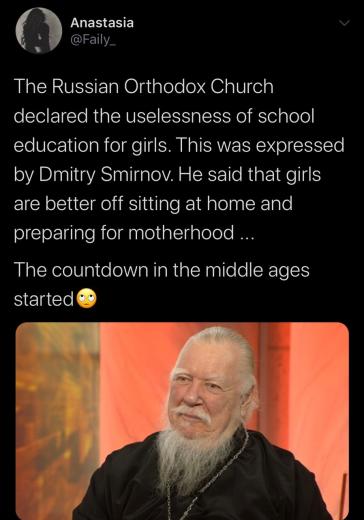 Anastasia
@Faily_
The Russian Orthodox Church
declared the uselessness of school
education for girls. This was expressed
by Dmitry Smirnov. He said that girls
are better off sitting at home and
preparing for motherhood ...
The countdown in the middle ages
started🙄